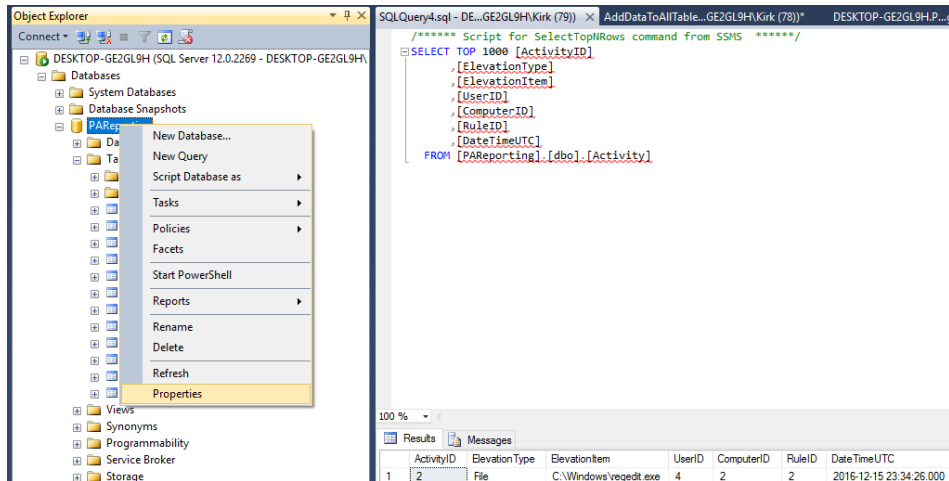 Object Explorer
Connect
DESKTOP-GE2GL9H (SQL Server 12.0.2269 - DESKTOP-GE2GL9H\
Databases
System Databases
Database Snapshots
New Database...
New Query
Script Database as
Tasks
Policies
Facets
Start PowerShell
Reports
Rename
Delete
Refresh
Properties
Views
Synonyms
Programmability
Service Broker
Storage
SQLQuery4.sql - DE...GE2GL9H\Kirk (79)) AddDataToAllTable...GE2GL9H\Kirk (78))* DESKTOP-GE2GL9H.P...
/****** Script for SelectTopNRows command from SSMS ******/
SELECT TOP 1000 [ActivityID]
,[ElevationType]
,[ElevationItem]
,[UserID]
,[ComputerID]
,[RuleID]
,[DateTimeUTC]
FROM [PAReporting].[dbo].[Activity]
100 %
Results Messages
ActivityID ElevationType ElevationItem UserID ComputerID RuleID DateTimeUTC
1 2 File C:\Windows\regedit.exe 4 2 2 2016-12-15 23:34:26.000